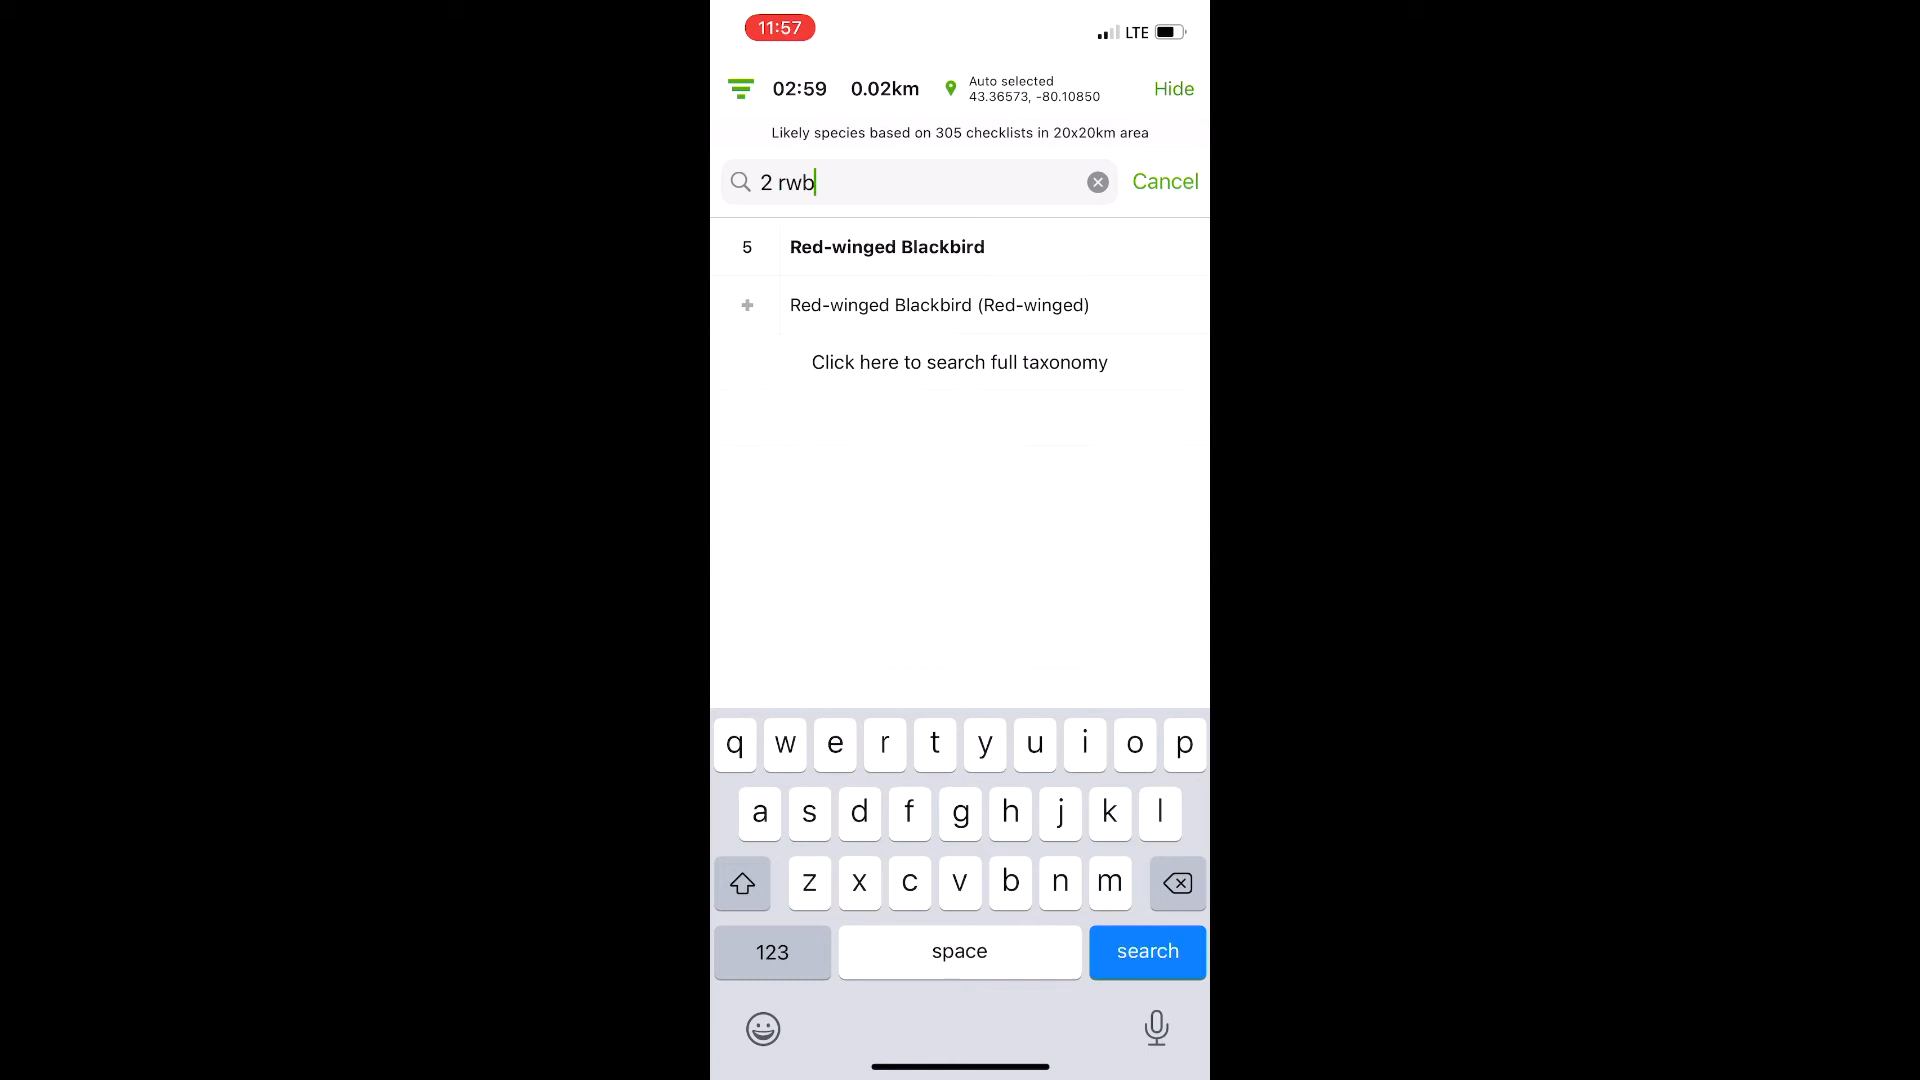 11:57
LTE
02:59 0.02km Auto selected
43.36573, -80.10850
Hide
Likely species based on 305 checklists in 20x20km area
2 rwb Cancel
5 Red-winged Blackbird
+ Red-winged Blackbird (Red-winged)
Click here to search full taxonomy
q w e r t y u i o p
a s d f g h j k l
z x c v b n m
123 space search